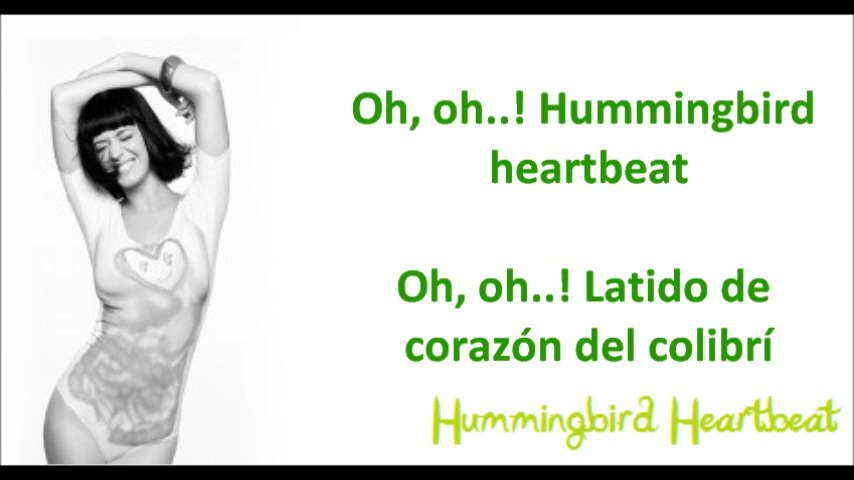 Oh, oh..! Hummingbird
heartbeat
Oh, oh..! Latido de
corazón del colibrí
Hummingbird Heartbeat